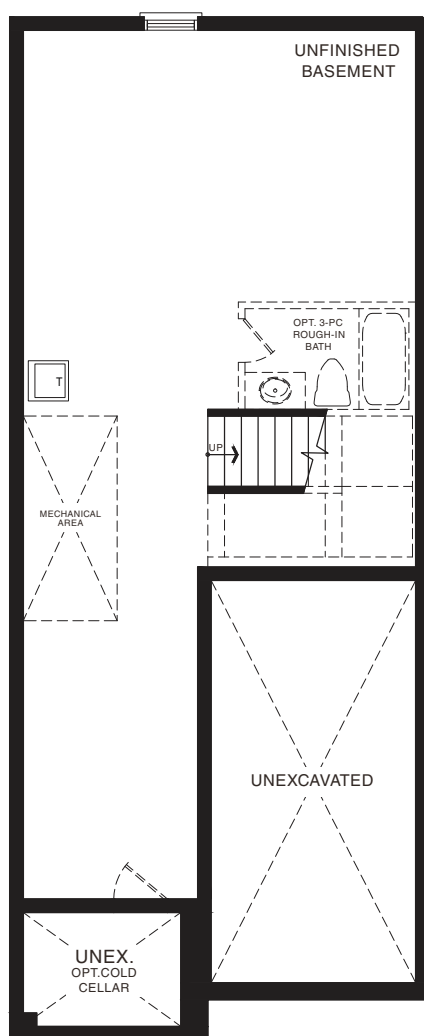 UNFINISHED
BASEMENT
OPT. 3-PC
ROUGH-IN
BATH
T
UP
MECHANICAL
AREA
UNEXCAVATED
UNEX.
OPT.COLD
CELLAR